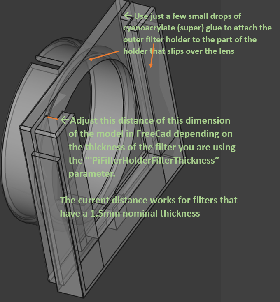 <- Use just a few small drops of
cyanoacrylate (super) glue to attach the
outer filter holder to the part of the
holder that slips over the lens
<- Adjust this distance of this dimension
of the model in FreeCad depending on
the thickness of the filter you are using
the "PiFilterHolderFilterThickness"
parameter.
The current distance works for filters that
have a 1.5mm nominal thickness